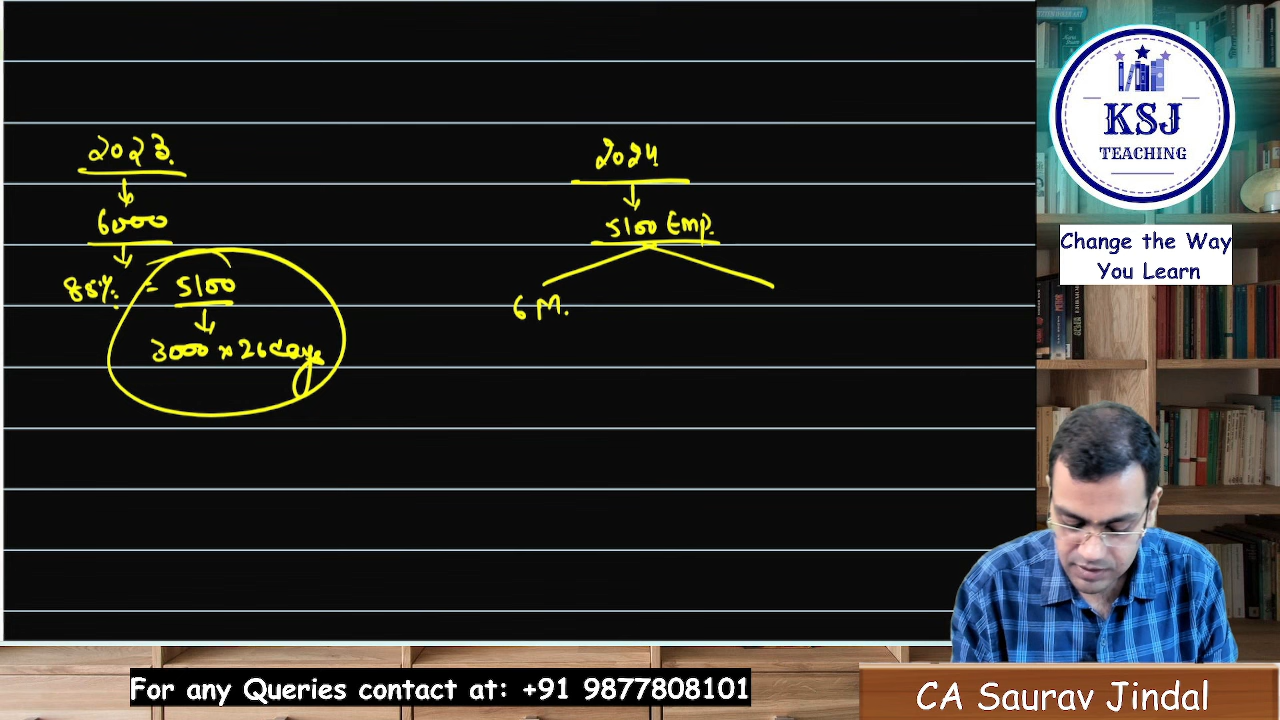 2023.
6000
85% = 5100
3000 × 26 days
2024
5100 Emp.
6 M.
KSJ
TEACHING
Change the Way
You Learn
For any Queries contact at: +91 9877808101
CA Saurav Jindal